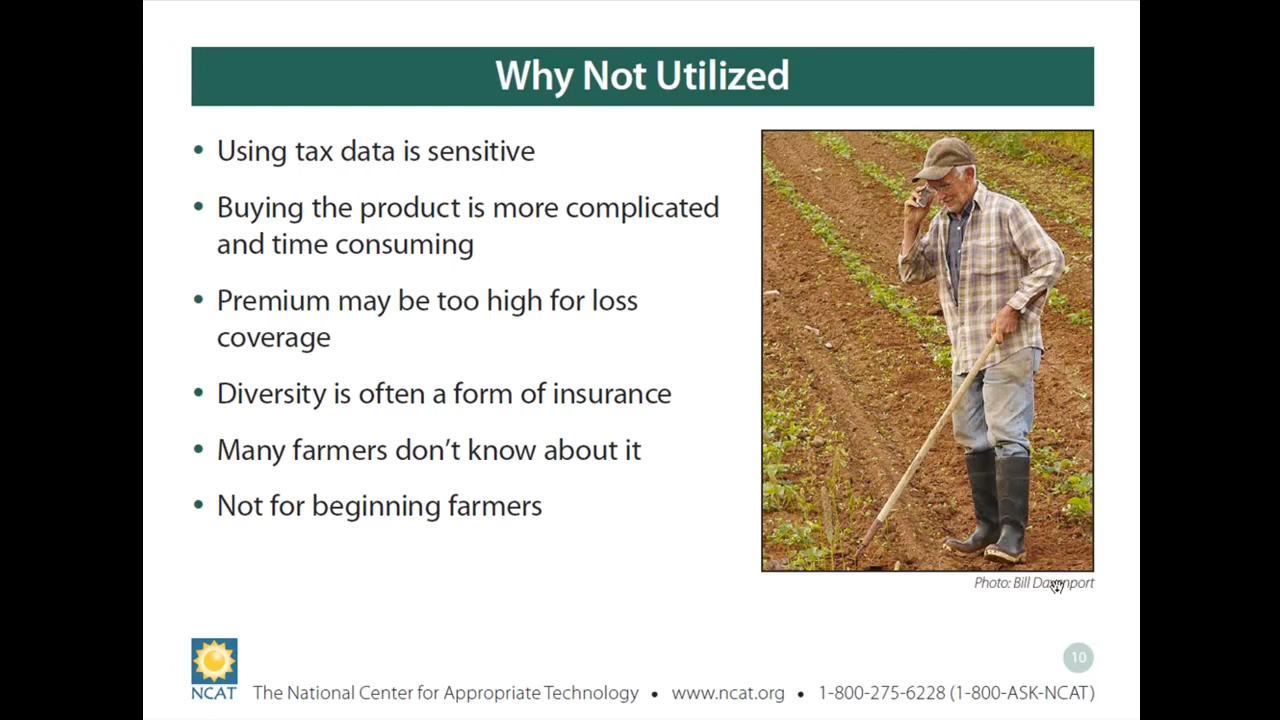 Why Not Utilized
• Using tax data is sensitive
• Buying the product is more complicated
and time consuming
• Premium may be too high for loss
coverage
• Diversity is often a form of insurance
• Many farmers don’t know about it
• Not for beginning farmers
Photo: Bill
10
NCAT
The National Center for Appropriate Technology • www.ncat.org • 1-800-275-6228 (1-800-ASK-NCAT)